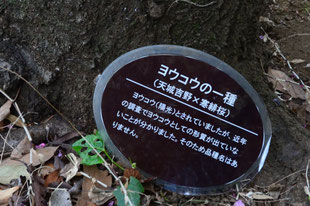 ヨウコウの一種
(天城吉野×寒緋桜)
ヨウコウ(陽光)とされていましたが、近年
の調査でヨウコウとしての形質が出ていな
いことが分かりました。そのため品種名はあ
りません。